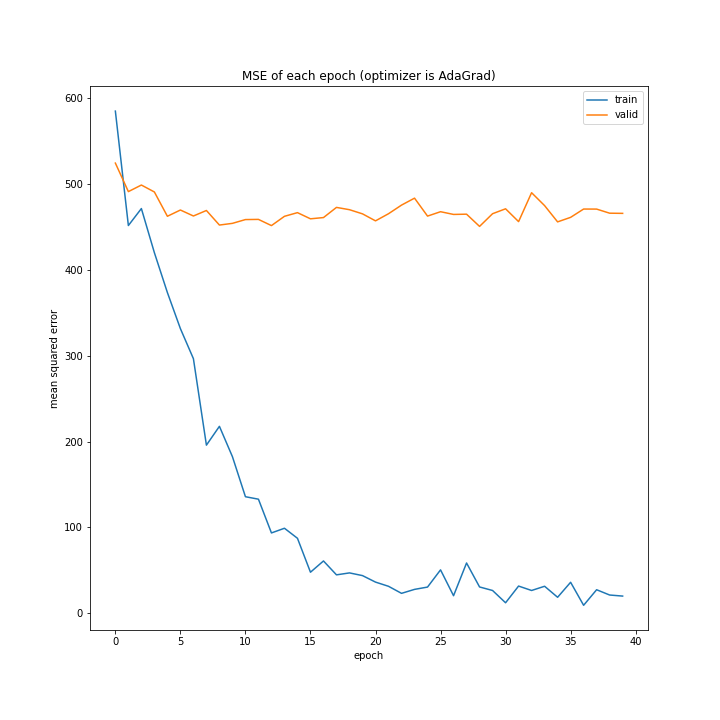 MSE of each epoch (optimizer is AdaGrad)
train
valid
600
500
400
300
200
100
0
mean squared error
0 5 10 15 20 25 30 35 40
epoch